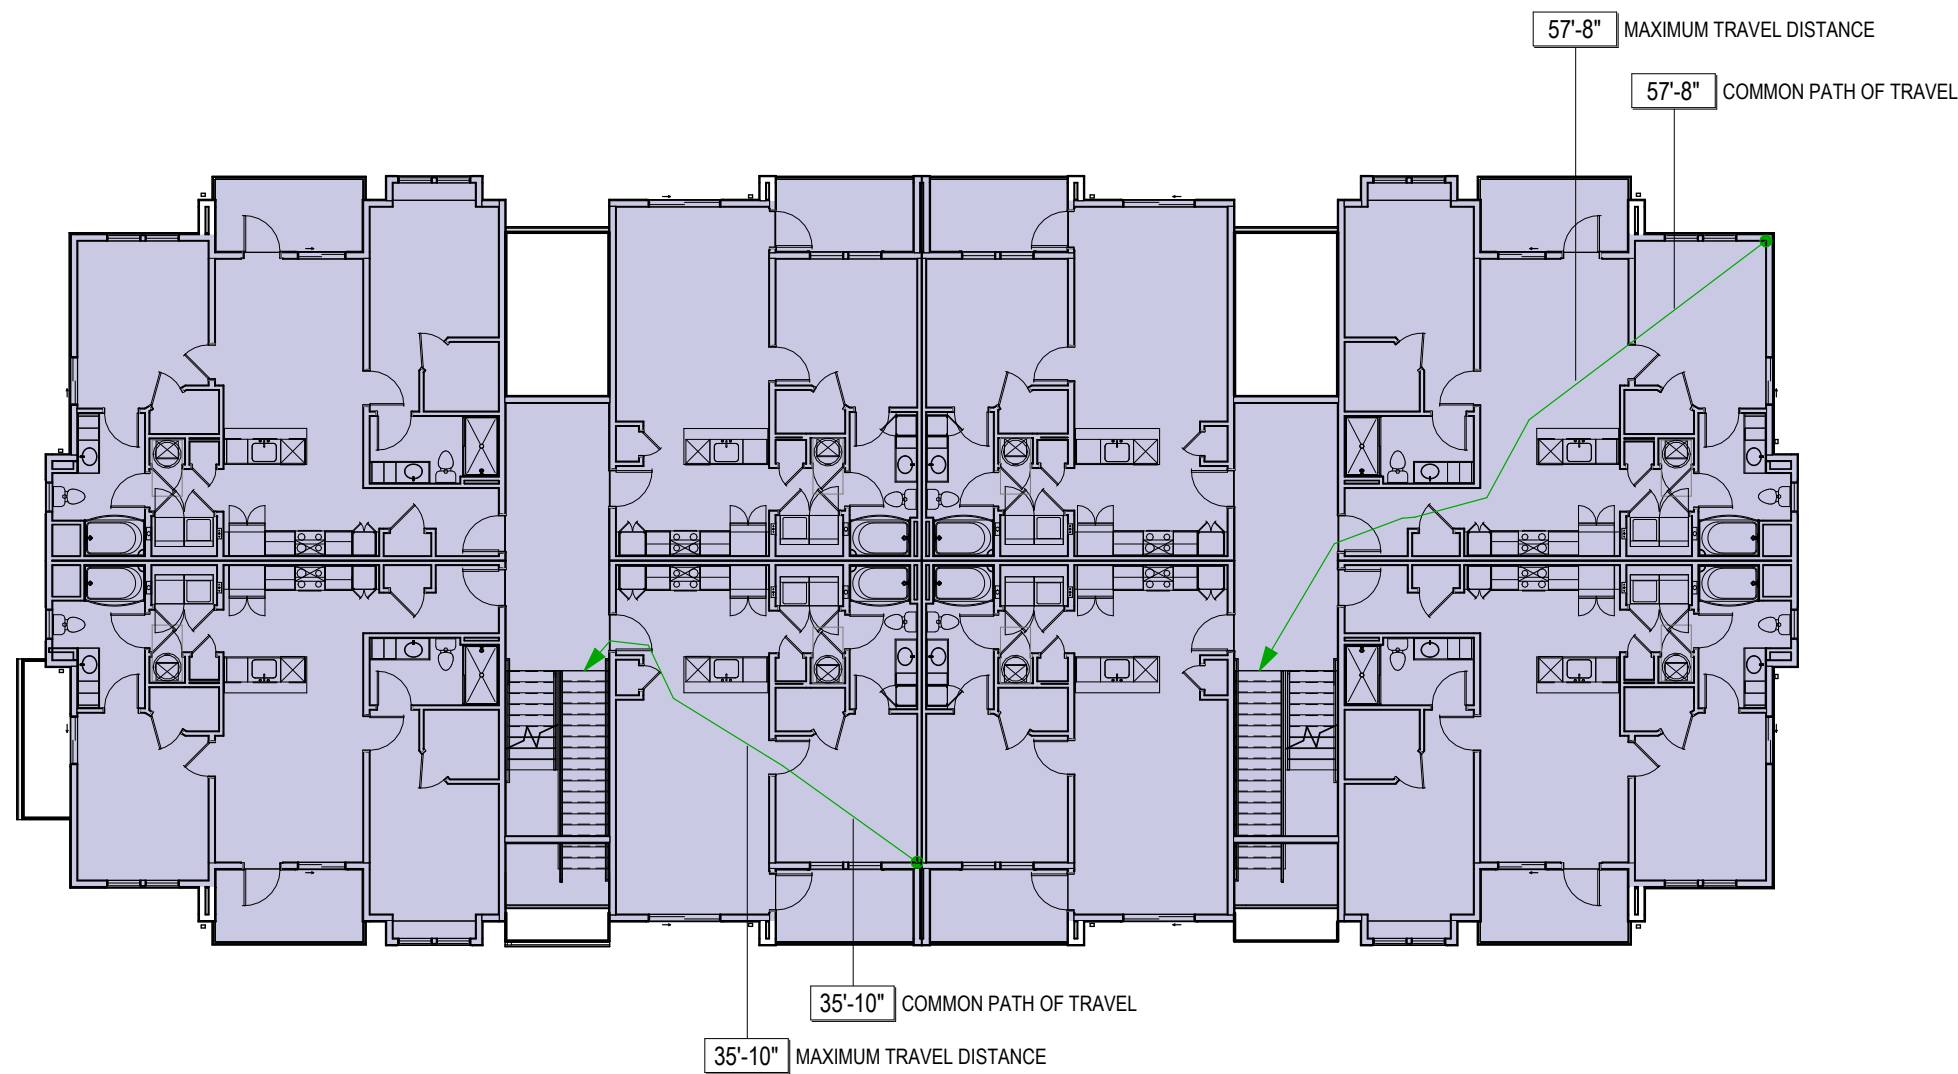 57'-8" MAXIMUM TRAVEL DISTANCE
57'-8" COMMON PATH OF TRAVEL
35'-10" COMMON PATH OF TRAVEL
35'-10" MAXIMUM TRAVEL DISTANCE